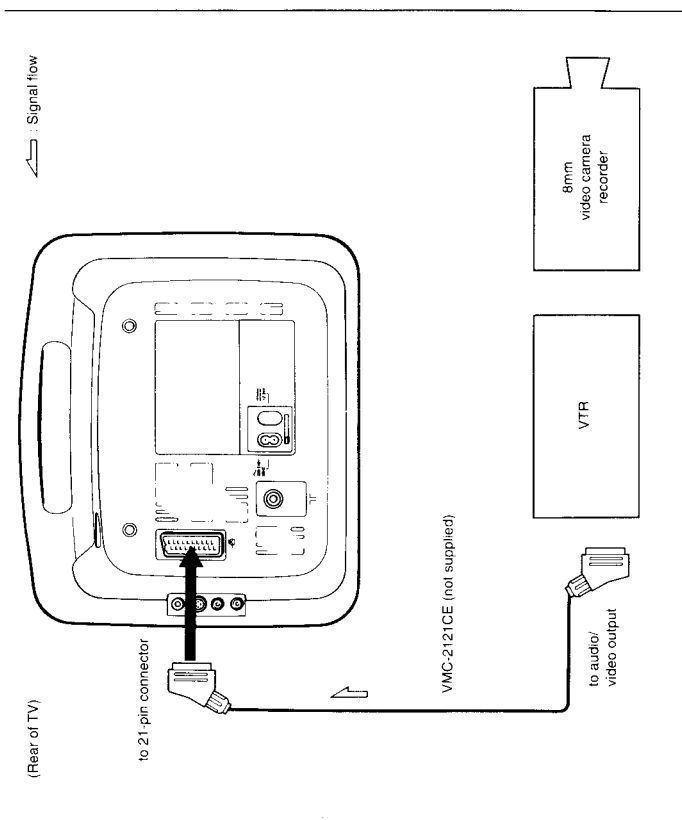 (Rear of TV)
: Signal flow
to 21-pin connector
VMC-2121CE (not supplied)
to audio/
video output
VTR
8mm
video camera
recorder